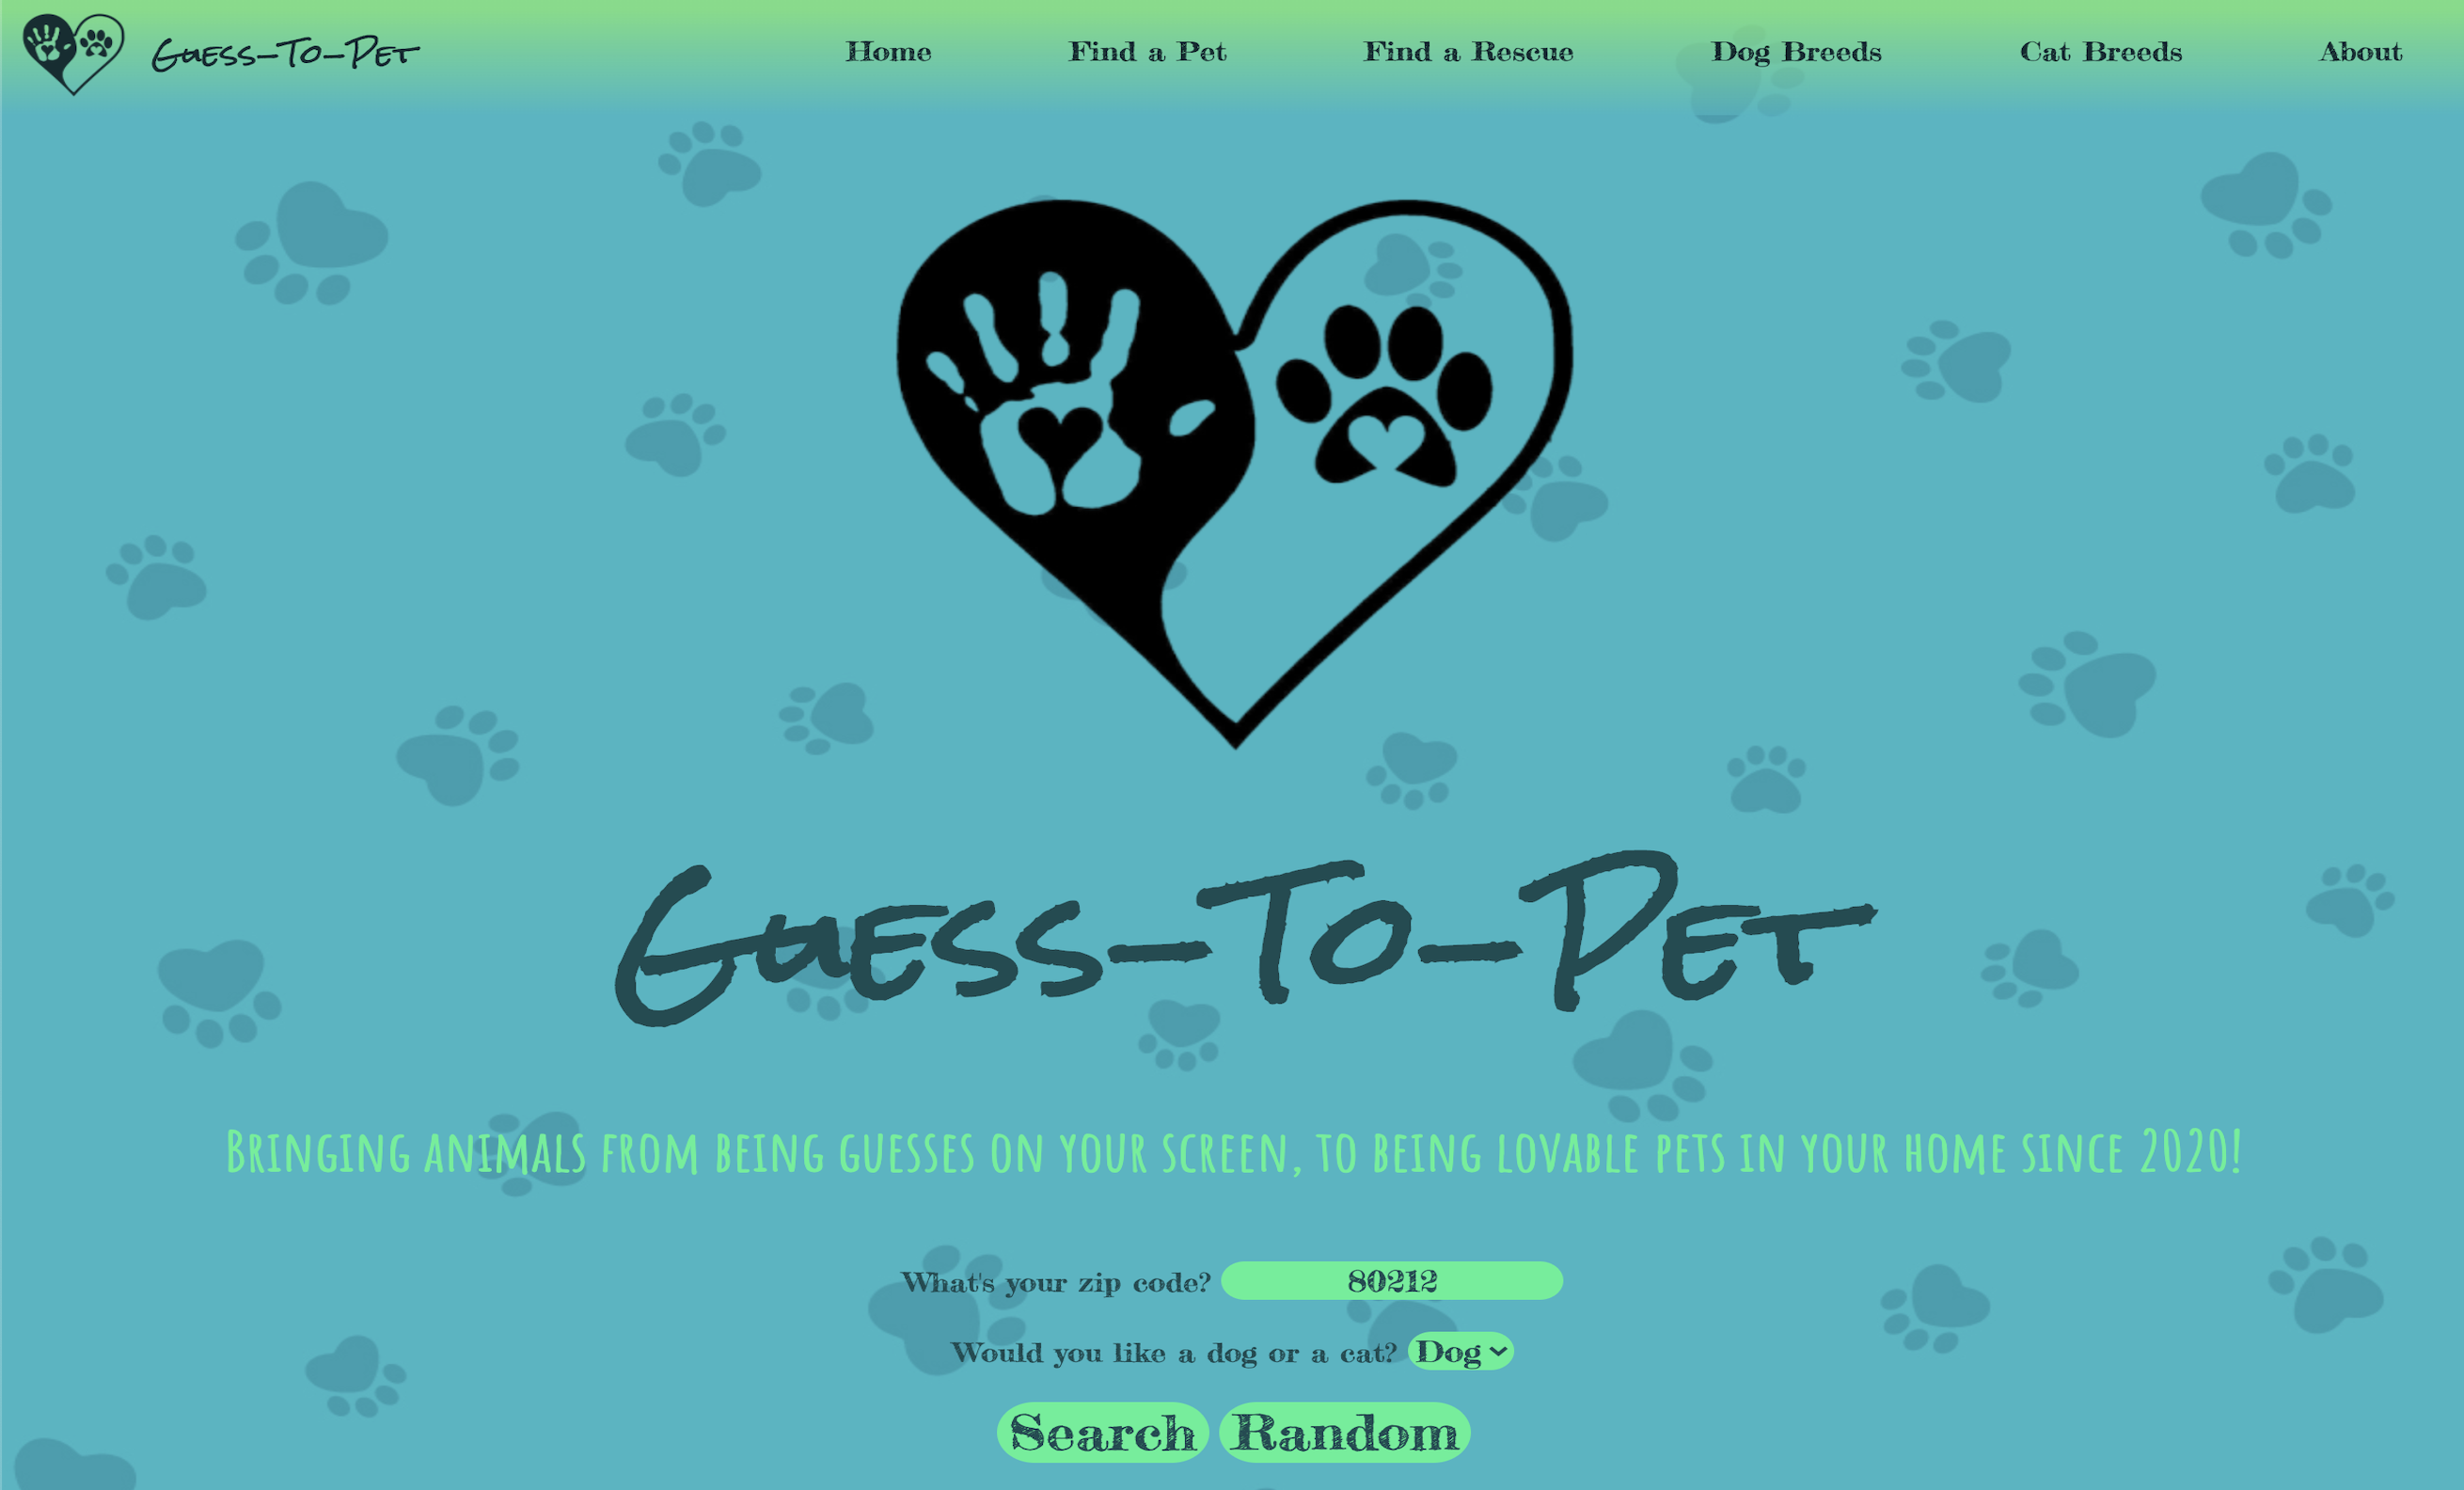 Guess-To-Pet Home Find a Pet Find a Rescue Dog Breeds Cat Breeds About
Guess-To-Pet
Bringing animals from being guesses on your screen, to being lovable pets in your home since 2020!
What's your zip code? 80212
Would you like a dog or a cat? Dog
Search Random